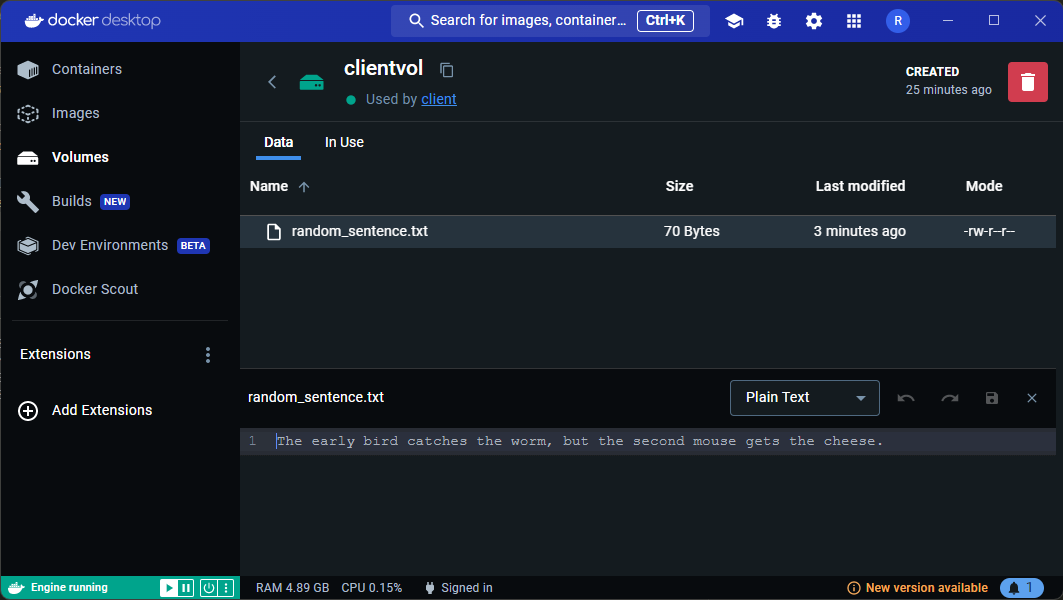 docker desktop
Search for images, container... Ctrl+K
R
Containers
Images
Volumes
Builds NEW
Dev Environments BETA
Docker Scout
Extensions
Add Extensions
clientvol
Used by client
CREATED
25 minutes ago
Data In Use
Name Size Last modified Mode
random_sentence.txt 70 Bytes 3 minutes ago -rw-r--r--
random_sentence.txt Plain Text
1 The early bird catches the worm, but the second mouse gets the cheese.
Engine running RAM 4.89 GB CPU 0.15% Signed in New version available 1